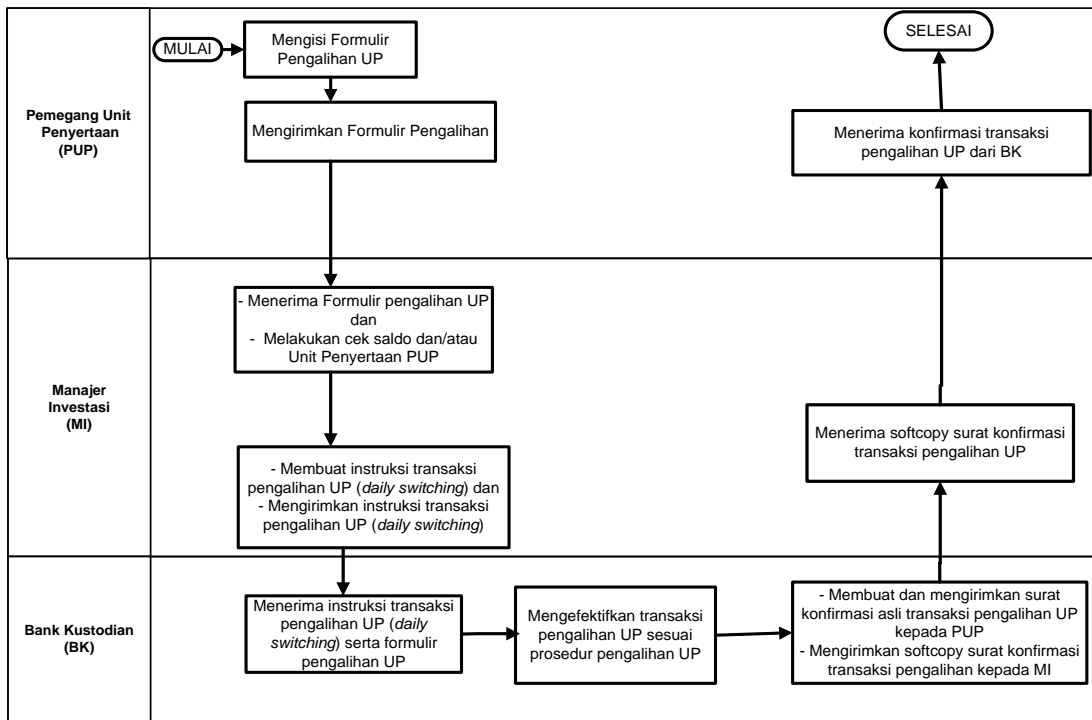 MULAI
Mengisi Formulir
Pengalihan UP
SELESAI
Pemegang Unit
Penyertaan
(PUP)
Mengirimkan Formulir Pengalihan
Menerima konfirmasi transaksi
pengalihan UP dari BK
Manajer
Investasi
(MI)
- Menerima Formulir pengalihan UP
dan
- Melakukan cek saldo dan/atau
Unit Penyertaan PUP
- Membuat instruksi transaksi
pengalihan UP (daily switching) dan
- Mengirimkan instruksi transaksi
pengalihan UP (daily switching)
Menerima softcopy surat konfirmasi
transaksi pengalihan UP
Bank Kustodian
(BK)
Menerima instruksi transaksi
pengalihan UP (daily
switching) serta formulir
pengalihan UP
Mengefektifkan transaksi
pengalihan UP sesuai
prosedur pengalihan UP
- Membuat dan mengirimkan surat
konfirmasi asli transaksi pengalihan UP
kepada PUP
- Mengirimkan softcopy surat konfirmasi
transaksi pengalihan kepada MI